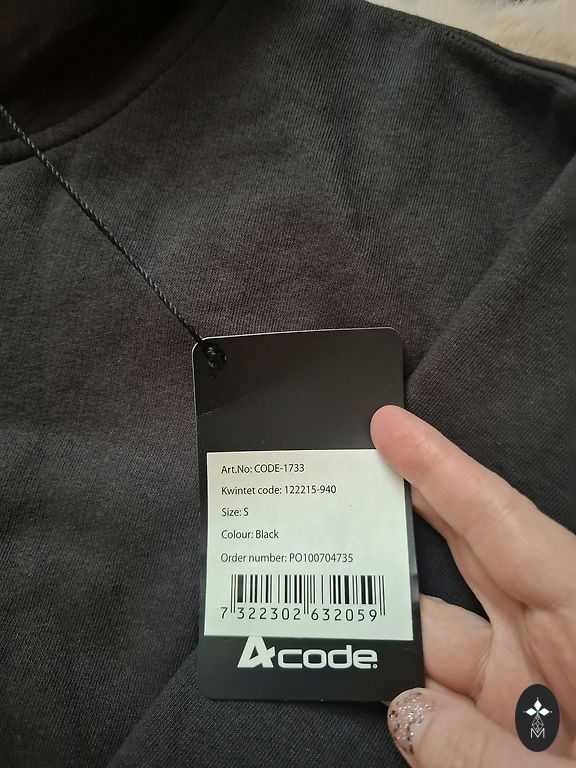 Art.No: CODE-1733
Kwintet code: 122215-940
Size: S
Colour: Black
Order number: PO100704735
7 322302 632059
Acode
M